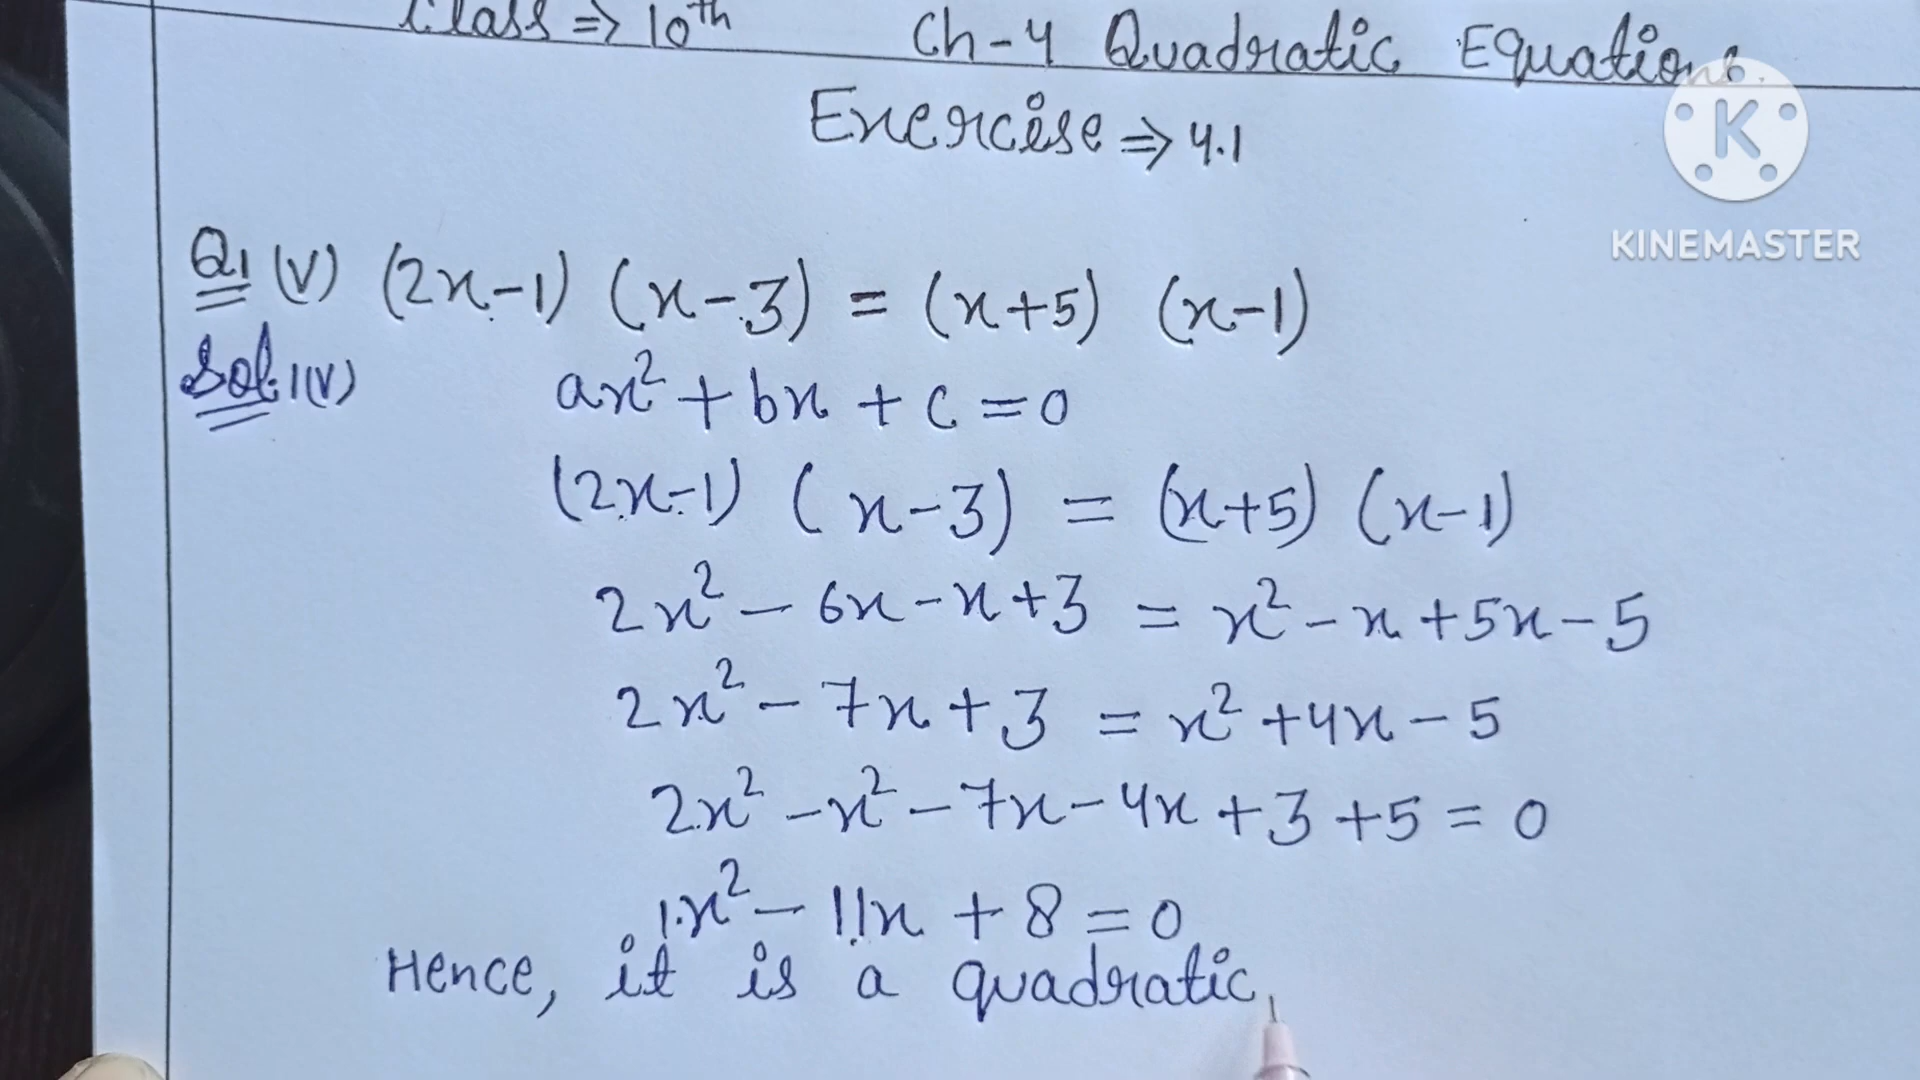 Class => 10th Ch-4 Quadratic Equations.
Exercise => 4.1
K
KINEMASTER
Q1 (V) (2x-1) (x-3) = (x+5) (x-1)
Sol. 1(V) ax² + bx + c = 0
(2x-1) (x-3) = (x+5) (x-1)
2x² - 6x - x + 3 = x² - x + 5x - 5
2x² - 7x + 3 = x² + 4x - 5
2x² - x² - 7x - 4x + 3 + 5 = 0
1x² - 11x + 8 = 0
Hence, it is a quadratic